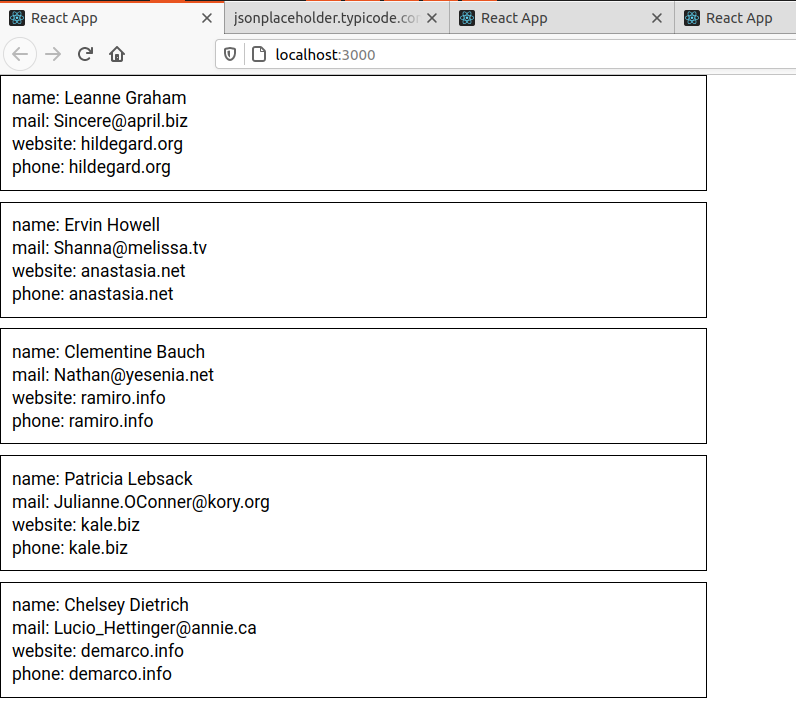 React App
jsonplaceholder.typicode.co
React App
React App
localhost:3000
name: Leanne Graham
mail: Sincere@april.biz
website: hildegard.org
phone: hildegard.org
name: Ervin Howell
mail: Shanna@melissa.tv
website: anastasia.net
phone: anastasia.net
name: Clementine Bauch
mail: Nathan@yesenia.net
website: ramiro.info
phone: ramiro.info
name: Patricia Lebsack
mail: Julianne.OConner@kory.org
website: kale.biz
phone: kale.biz
name: Chelsey Dietrich
mail: Lucio_Hettinger@annie.ca
website: demarco.info
phone: demarco.info